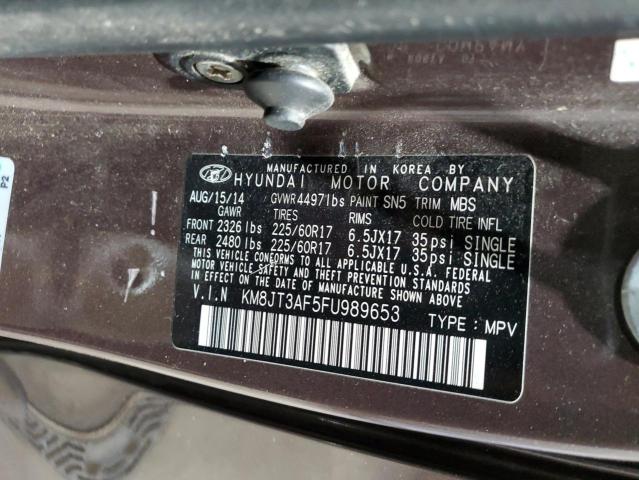 COMPANY
MANUFACTURED IN KOREA BY
HYUNDAI MOTOR COMPANY
AUG/15/14 GVWR4497lbs PAINT SN5 TRIM MBS
GAWR TIRES RIMS COLD TIRE INFL
FRONT 2326lbs 225/60R17 6.5JX17 35psi SINGLE
REAR 2480lbs 225/60R17 6.5JX17 35psi SINGLE
THIS VEHICLE CONFORMS TO ALL APPLICABLE U.S.A. FEDERAL
MOTOR VEHICLE SAFETY, AND THEFT PREVENTION STANDARDS
IN EFFECT ON THE DATE OF MANUFACTURE SHOWN ABOVE.
V.I.N KM8JT3AF5FU989653 TYPE: MPV
P2